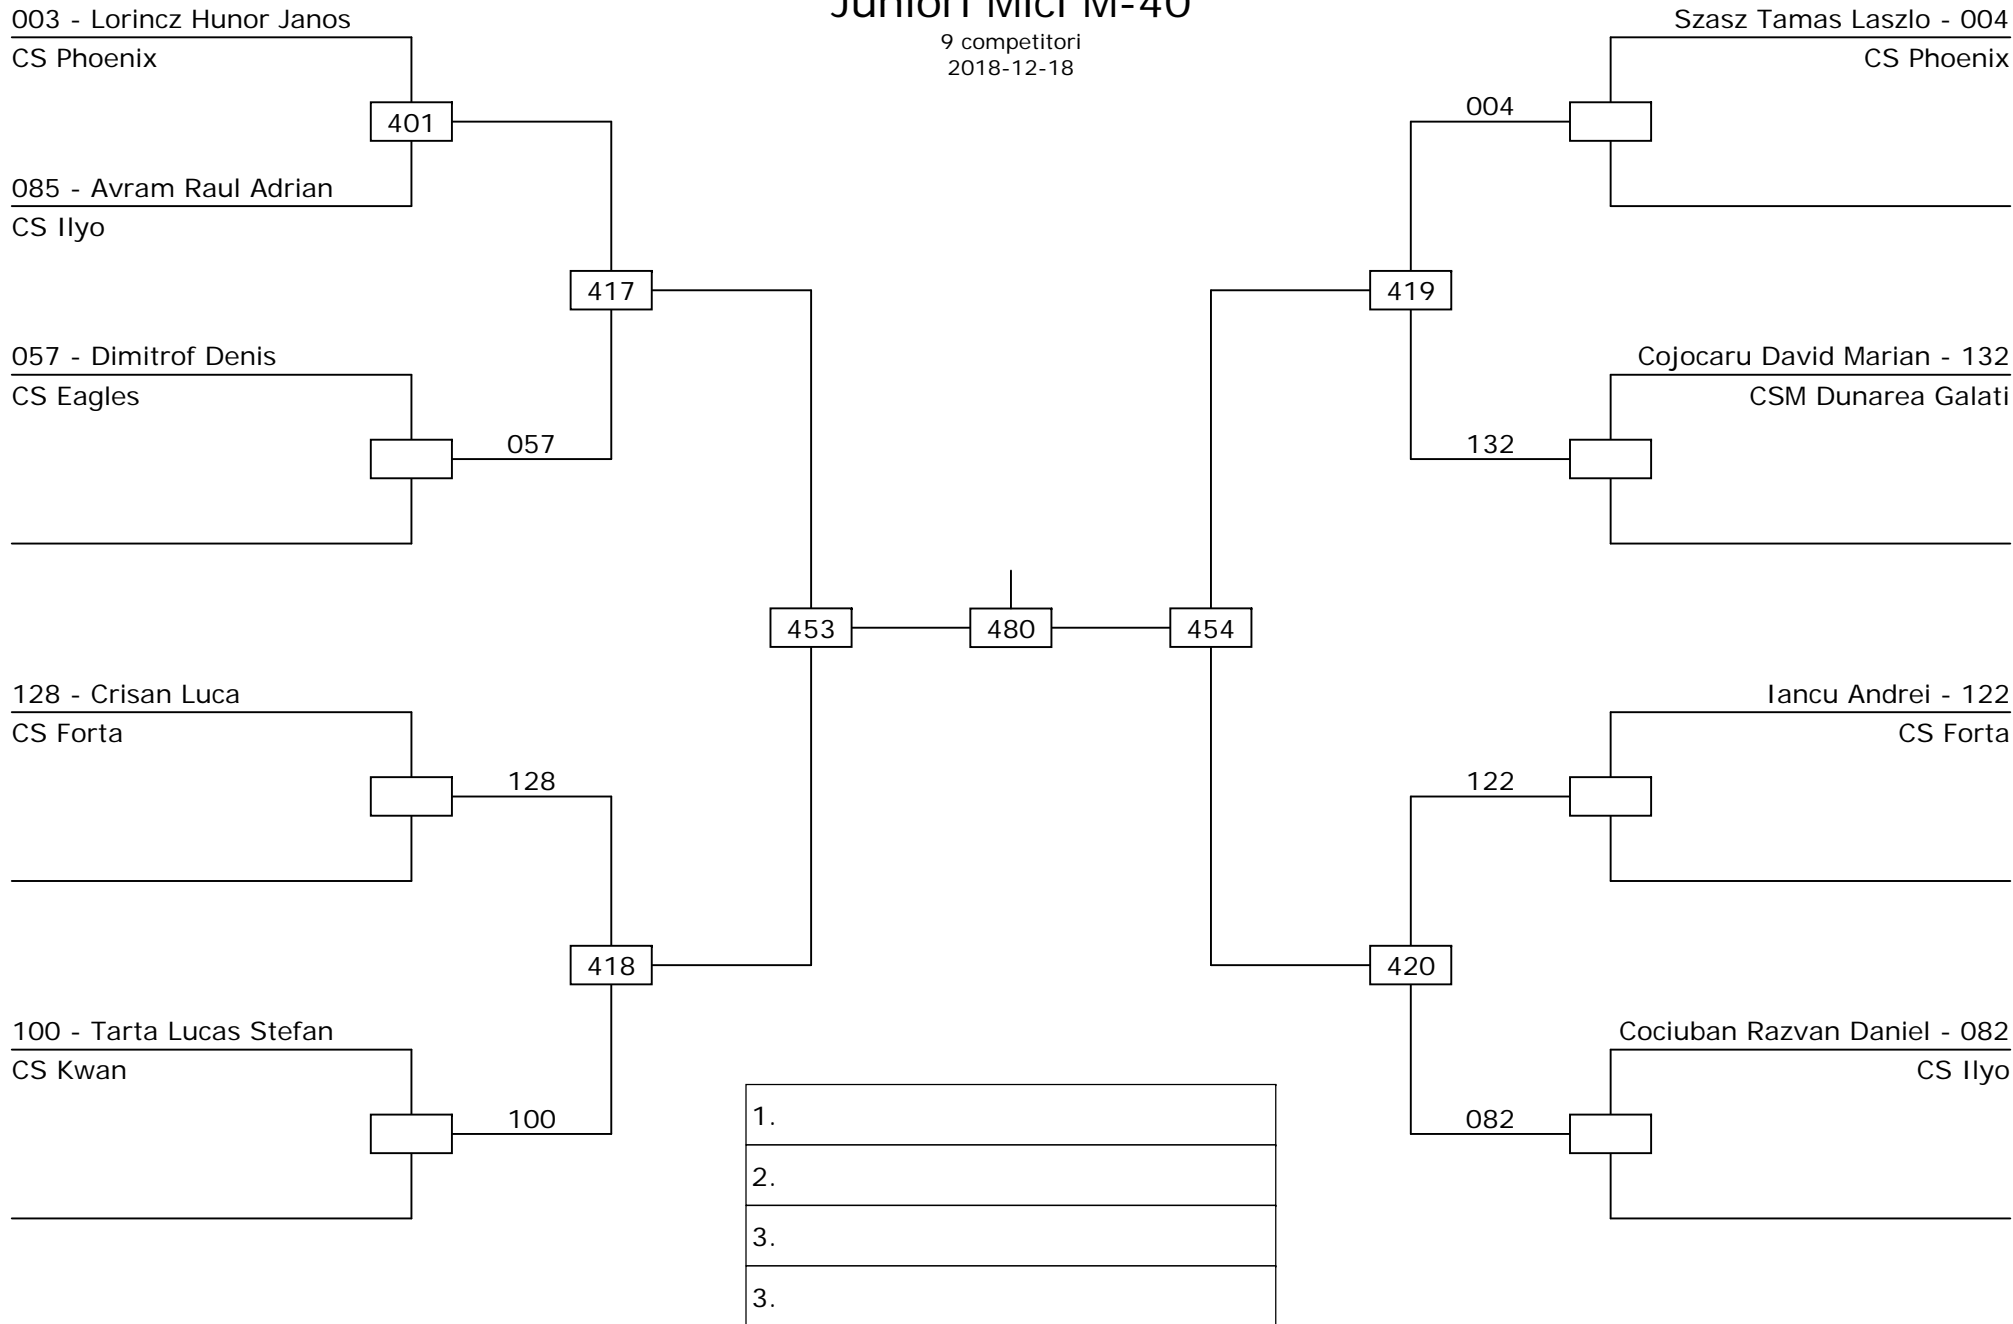 Juniori Mici M-40
9 competitori
2018-12-18
003 - Lorincz Hunor Janos
CS Phoenix
401
085 - Avram Raul Adrian
CS Ilyo
417
057 - Dimitrof Denis
CS Eagles
057
453
128 - Crisan Luca
CS Forta
128
418
100 - Tarta Lucas Stefan
CS Kwan
100
480
Szasz Tamas Laszlo - 004
CS Phoenix
004
419
Cojocaru David Marian - 132
CSM Dunarea Galati
132
454
Iancu Andrei - 122
CS Forta
122
420
Cociuban Razvan Daniel - 082
CS Ilyo
082
1.
2.
3.
3.